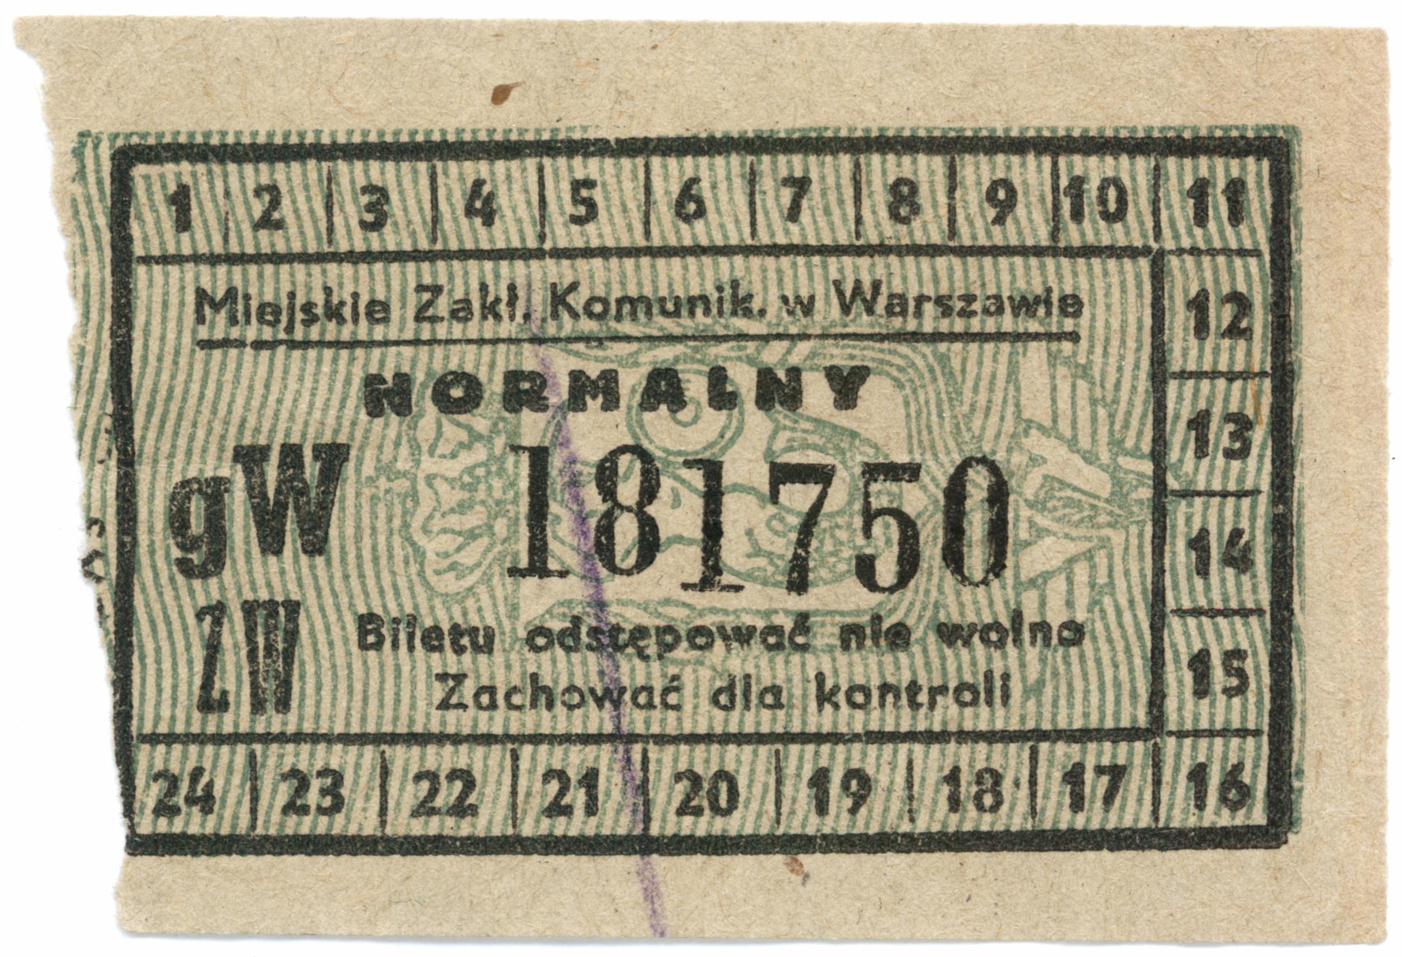 1 2 3 4 5 6 7 8 9 10 11
Miejskie Zakł. Komunik. w Warszawie
12
NORMALNY
13
gW 181750
14
zW Biletu odstępować nie wolno
Zachować dla kontroli
15
24 23 22 21 20 19 18 17 16